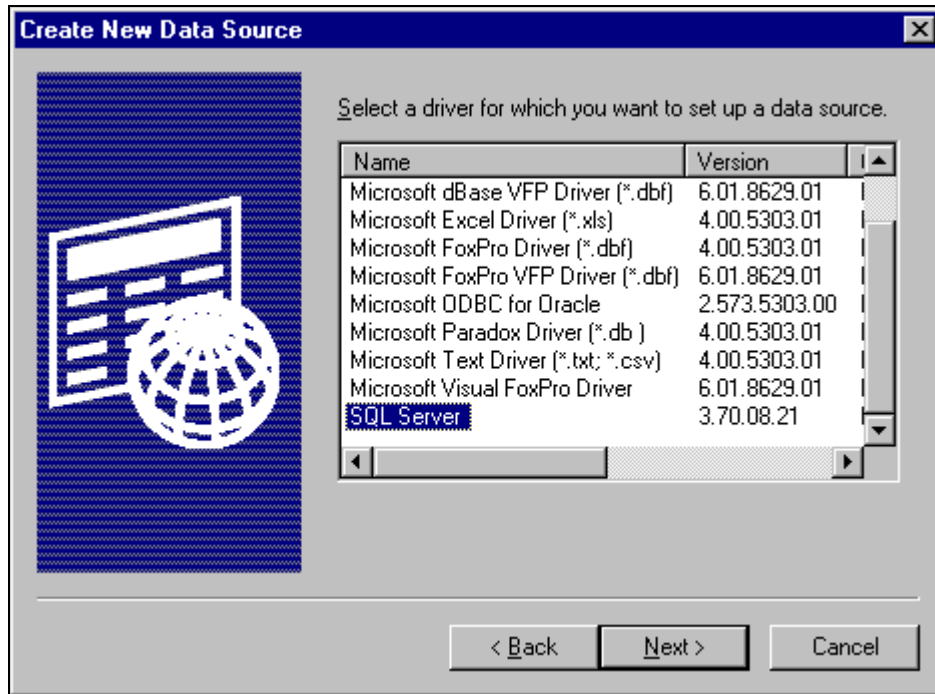 Create New Data Source
Select a driver for which you want to set up a data source.
Name Version
Microsoft dBase VFP Driver (*.dbf) 6.01.8629.01
Microsoft Excel Driver (*.xls) 4.00.5303.01
Microsoft FoxPro Driver (*.dbf) 4.00.5303.01
Microsoft FoxPro VFP Driver (*.dbf) 6.01.8629.01
Microsoft ODBC for Oracle 2.573.5303.00
Microsoft Paradox Driver (*.db ) 4.00.5303.01
Microsoft Text Driver (*.txt; *.csv) 4.00.5303.01
Microsoft Visual FoxPro Driver 6.01.8629.01
SQL Server 3.70.08.21
< Back Next > Cancel